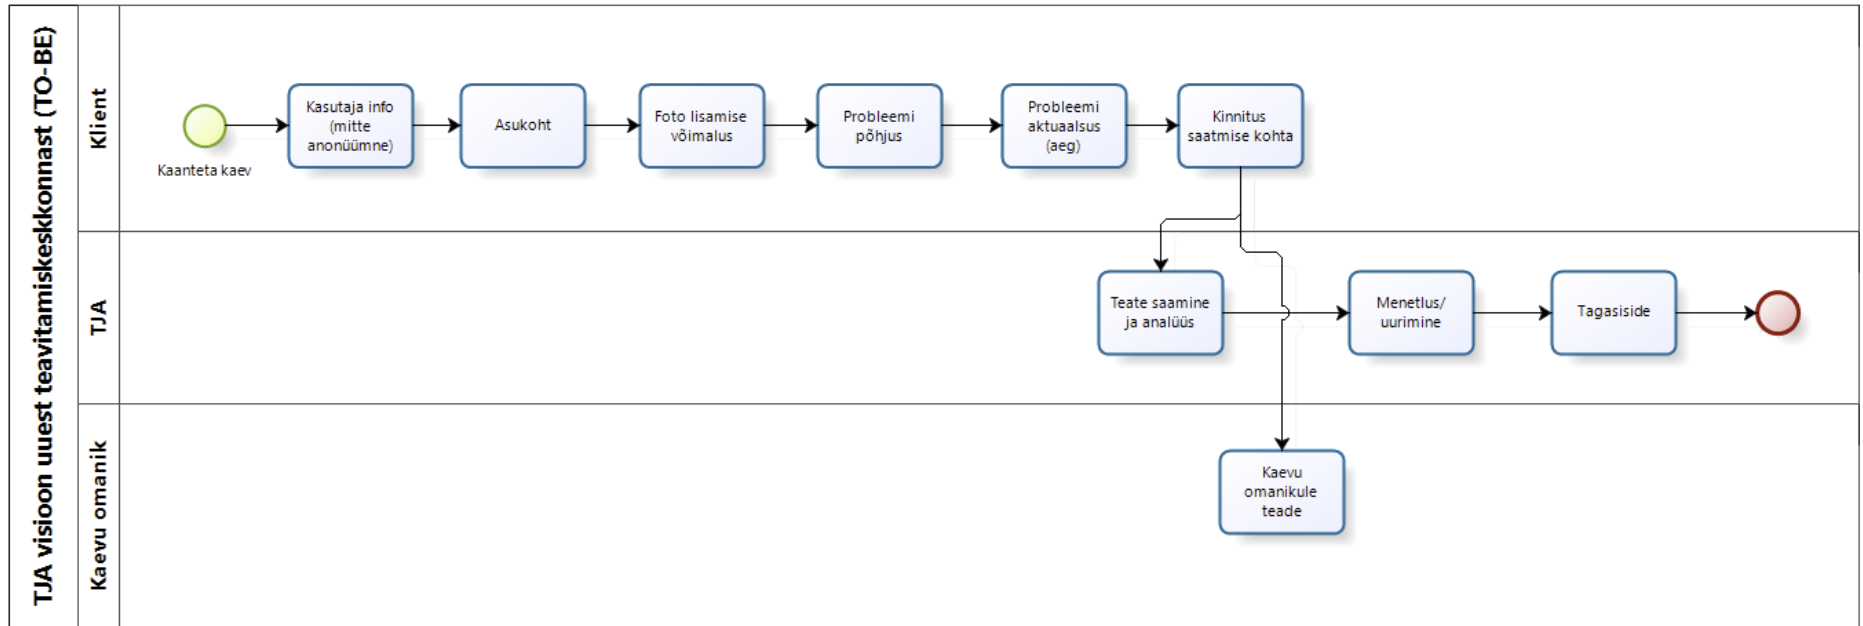 TJA visioon uuest teavitamiskeskkonnast (TO-BE)
Klient
Kaanteta kaev
Kasutaja info
(mitte
anonüümne)
Asukoht
Foto lisamise
võimalus
Probleemi
põhjus
Probleemi
aktuaalsus
(aeg)
Kinnitus
saatmise kohta
TJA
Teate saamine
ja analüüs
Menetlus/
uurimine
Tagasiside
Kaevu omanik
Kaevu
omanikule
teade